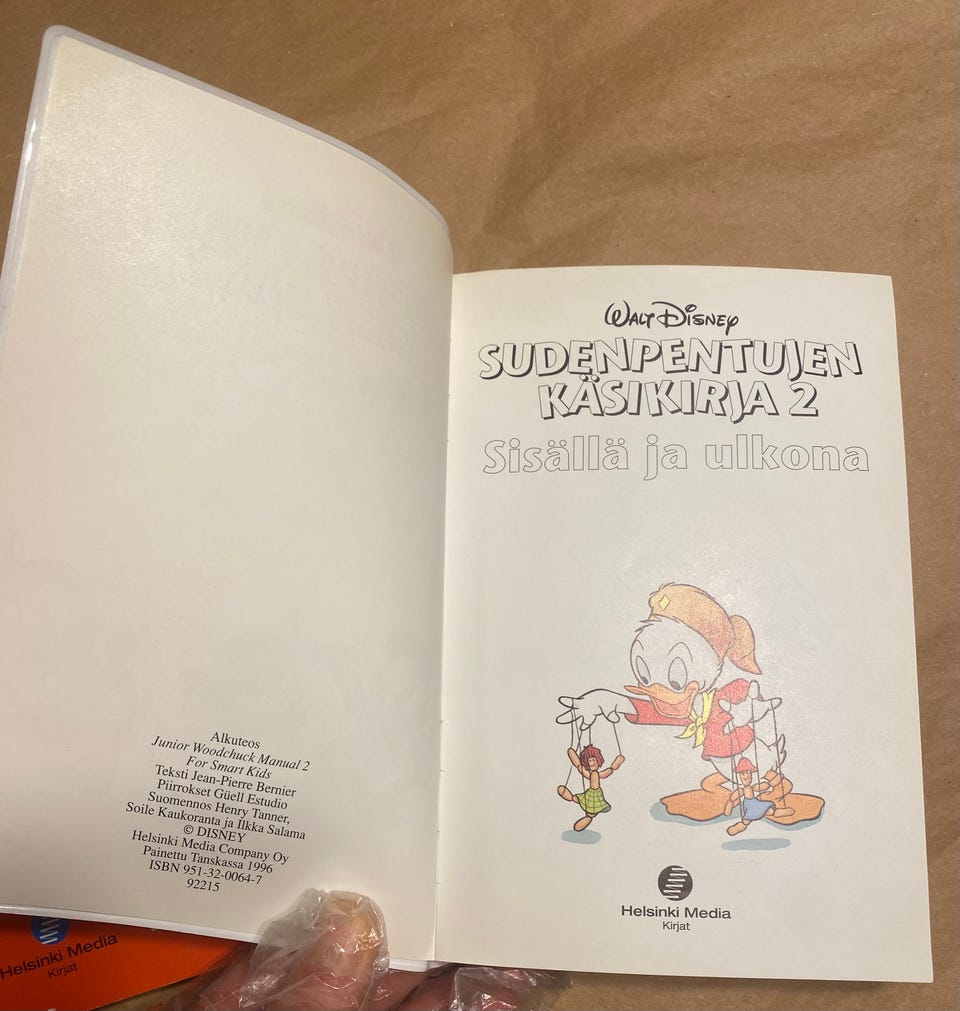 Alkuteos
Junior Woodchuck Manual 2
For Smart Kids
Teksti Jean-Pierre Bernier
Piirrokset Güell Estudio
Suomennos Henry Tanner,
Soile Kaukoranta ja Ilkka Salama
© DISNEY
Helsinki Media Company Oy
Painettu Tanskassa 1996
ISBN 951-32-0064-7
92215
Helsinki Media
Kirjat
WALT DISNEY
SUDENPENTUJEN
KÄSIKIRJA 2
Sisällä ja ulkona
Helsinki Media
Kirjat